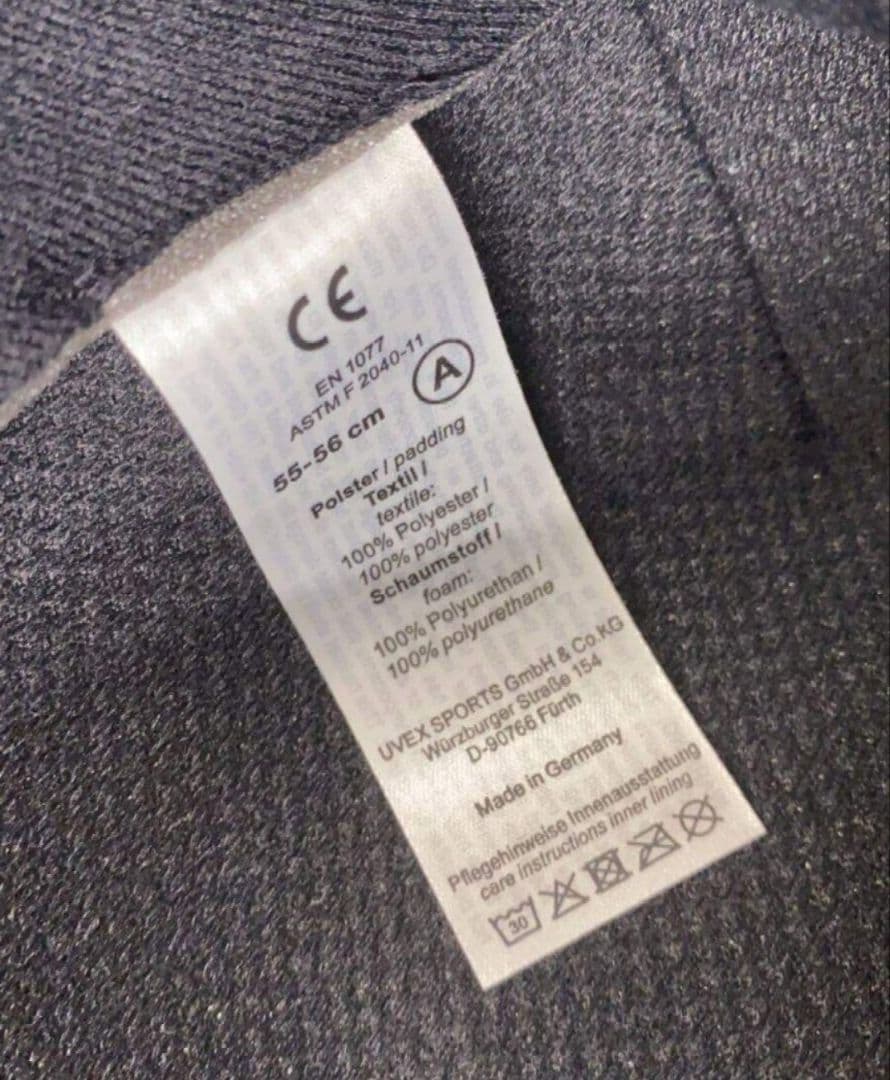 CE
EN 1077
ASTM F 2040-11
A
55-56 cm
Polster / padding
Textil /
textile:
100% Polyester /
100% polyester
Schaumstoff /
foam:
100% Polyurethan /
100% polyurethane
UVEX SPORTS GmbH & Co.KG
Würzburger Straße 154
D-90766 Fürth
Made in Germany
Pflegehinweise Innenausstattung
care instructions inner lining
30